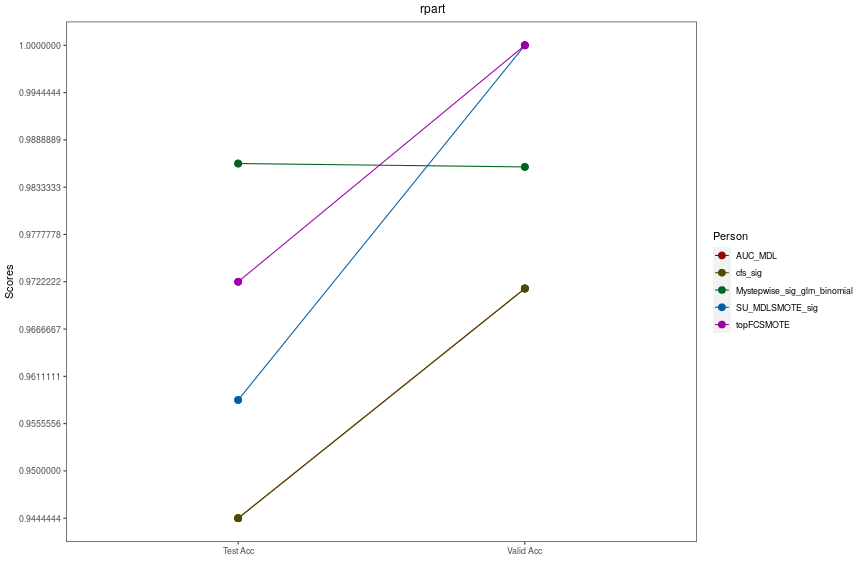 rpart
1.0000000
0.9944444
0.9888889
0.9833333
0.9777778
0.9722222
0.9666667
0.9611111
0.9555556
0.9500000
0.9444444
Scores
Test Acc
Valid Acc
Person
AUC_MDL
cfs_sig
Mystepwise_sig_glm_binomial
SU_MDLSMOTE_sig
topFCSMOTE